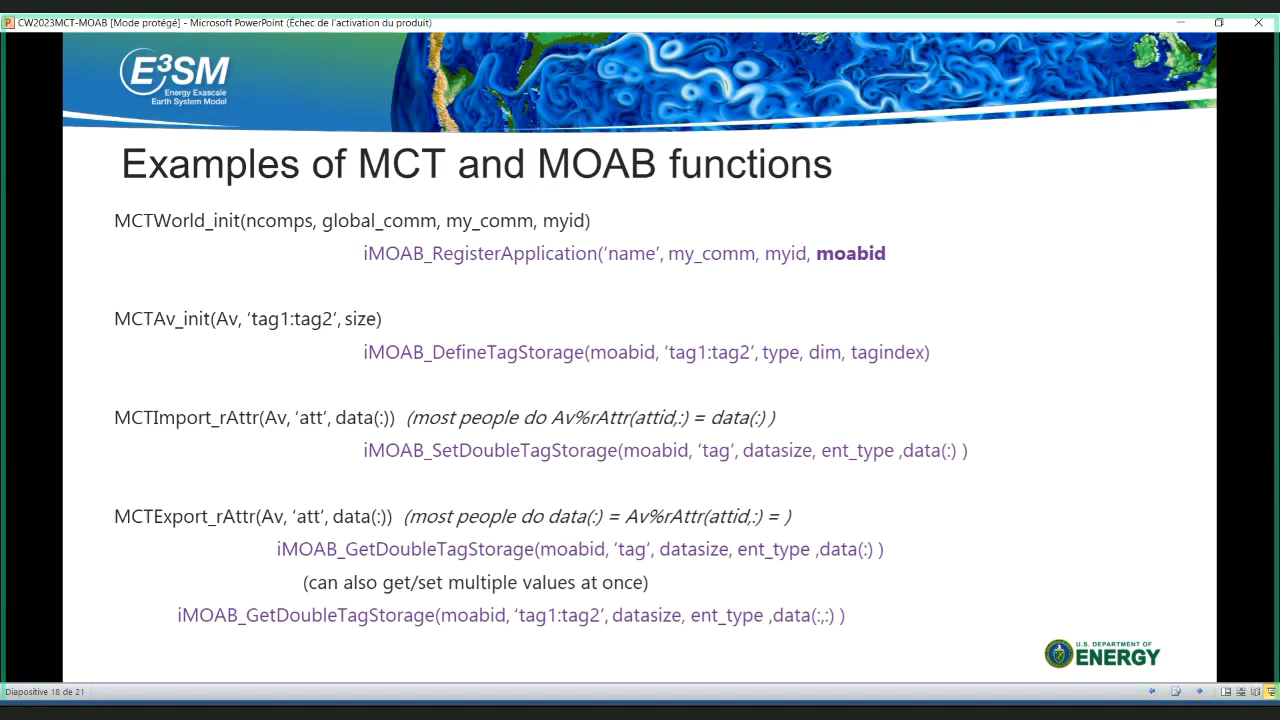 CW2023MCT-MOAB [Mode protégé] - Microsoft PowerPoint (Échec de l'activation du produit)
E3SM
Energy Exascale
Earth System Model
Examples of MCT and MOAB functions
MCTWorld_init(ncomps, global_comm, my_comm, myid)
iMOAB_RegisterApplication(‘name’, my_comm, myid, moabid
MCTAv_init(Av, ‘tag1:tag2’, size)
iMOAB_DefineTagStorage(moabid, ‘tag1:tag2’, type, dim, tagindex)
MCTImport_rAttr(Av, ‘att’, data(:)) (most people do Av%rAttr(attid,:) = data(:) )
iMOAB_SetDoubleTagStorage(moabid, ‘tag’, datasize, ent_type ,data(:) )
MCTExport_rAttr(Av, ‘att’, data(:)) (most people do data(:) = Av%rAttr(attid,:) = )
iMOAB_GetDoubleTagStorage(moabid, ‘tag’, datasize, ent_type ,data(:) )
(can also get/set multiple values at once)
iMOAB_GetDoubleTagStorage(moabid, ‘tag1:tag2’, datasize, ent_type ,data(:,:) )
U.S. DEPARTMENT OF
ENERGY
Diapositive 18 de 21